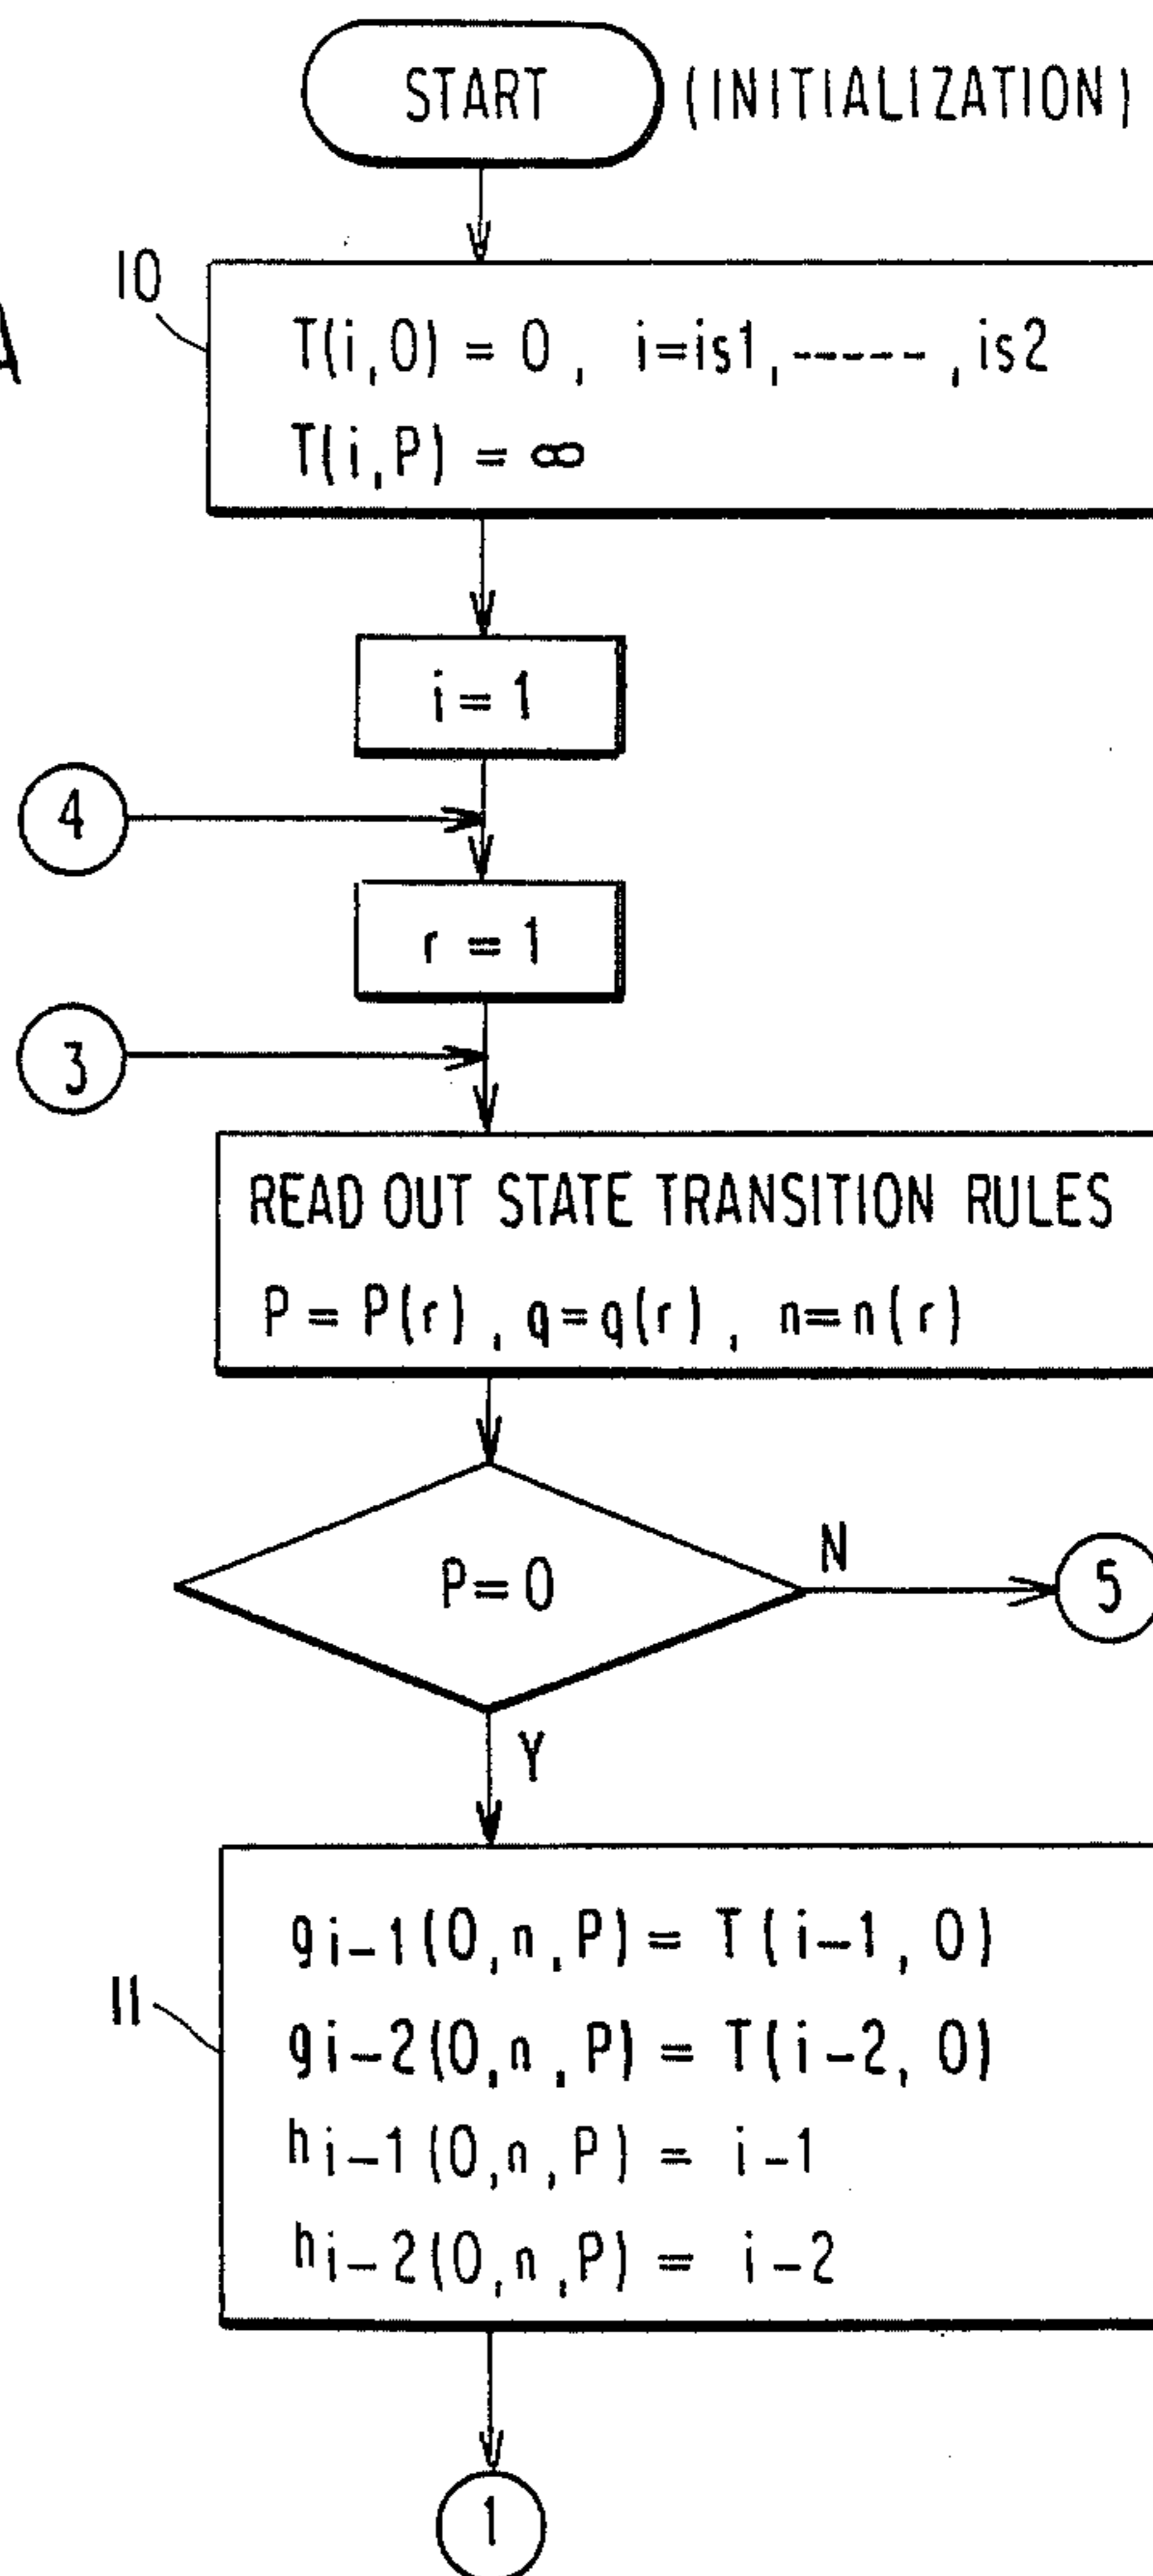 START (INITIALIZATION)
10
A
T(i,0) = 0, i=is1,-----,is2
T(i,P) = ∞
i = 1
4
r = 1
3
READ OUT STATE TRANSITION RULES
P = P(r), q=q(r), n=n(r)
P=0
N
5
Y
11
gi-1(0,n,P) = T(i-1, 0)
gi-2(0,n,P) = T(i-2, 0)
hi-1(0,n,P) = i-1
hi-2(0,n,P) = i-2
1